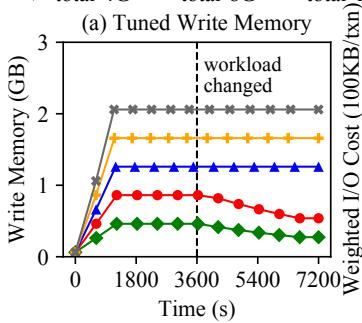 (a) Tuned Write Memory
Write Memory (GB)
3
2
1
0
workload
changed
0 1800 3600 5400 7200
Time (s)
Weighted I/O Cost (100KB/txn)